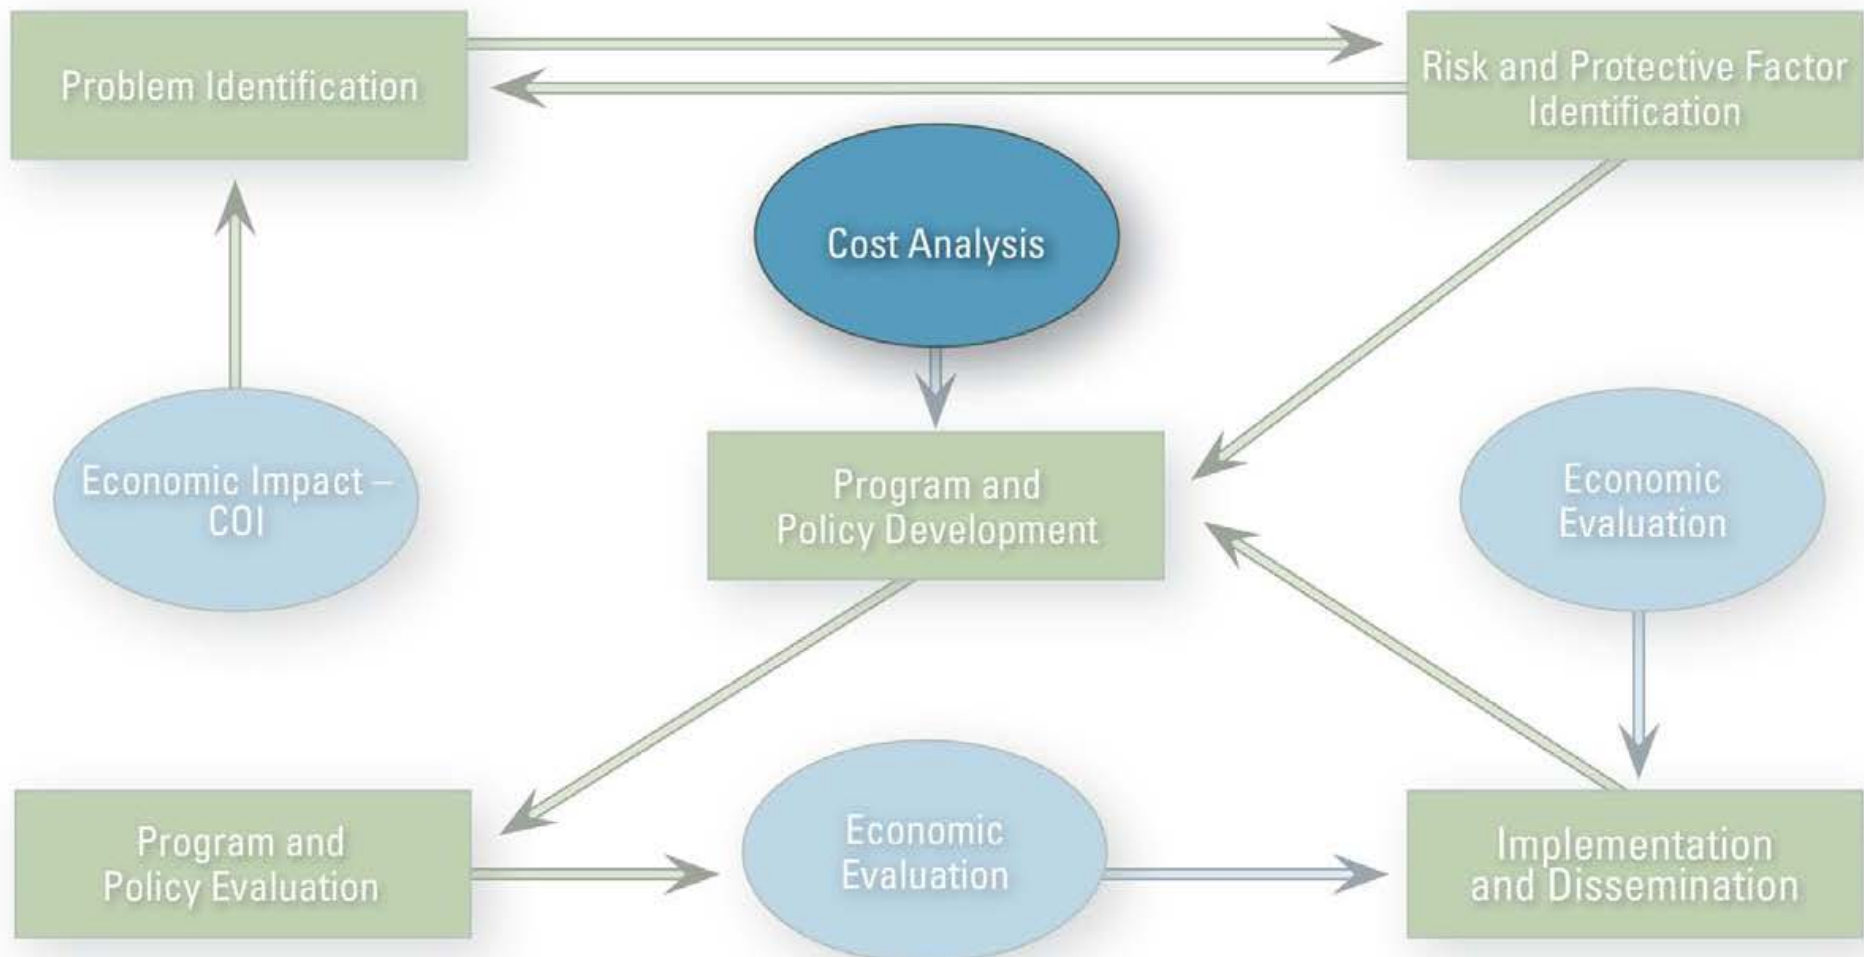 Problem Identification
Risk and Protective Factor
Identification
Cost Analysis
Economic Impact –
COI
Program and
Policy Development
Economic
Evaluation
Program and
Policy Evaluation
Economic
Evaluation
Implementation
and Dissemination